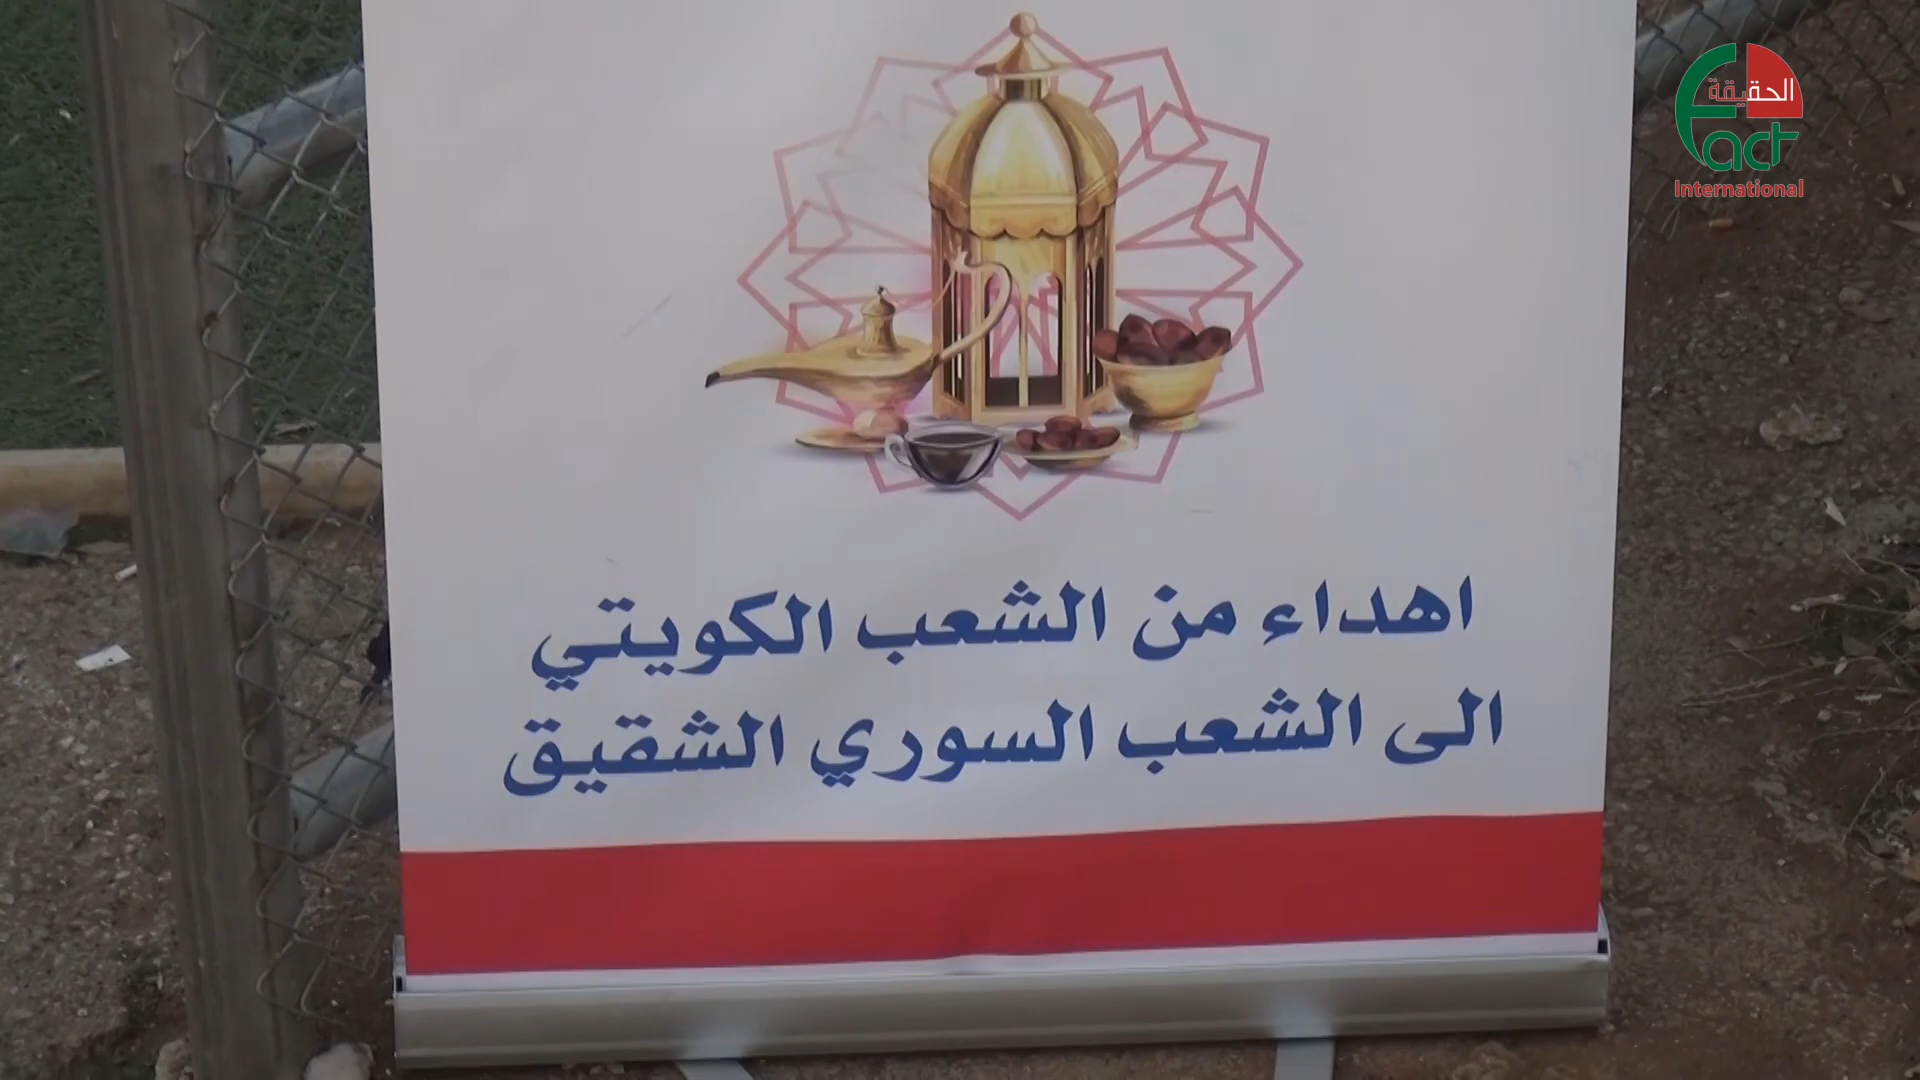 الحقيقة
Fact
International
اهداء من الشعب الكويتي
الى الشعب السوري الشقيق